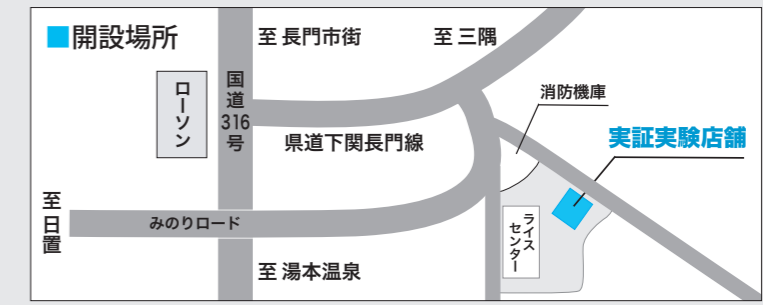 ■開設場所
至 長門市街
至 三隅
ローソン
国道316号
消防機庫
県道下関長門線
実証実験店舗
至日置
みのりロード
ライスセンター
至 湯本温泉